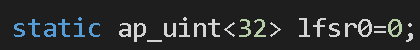 static ap_uint<32> lfsr0=0;